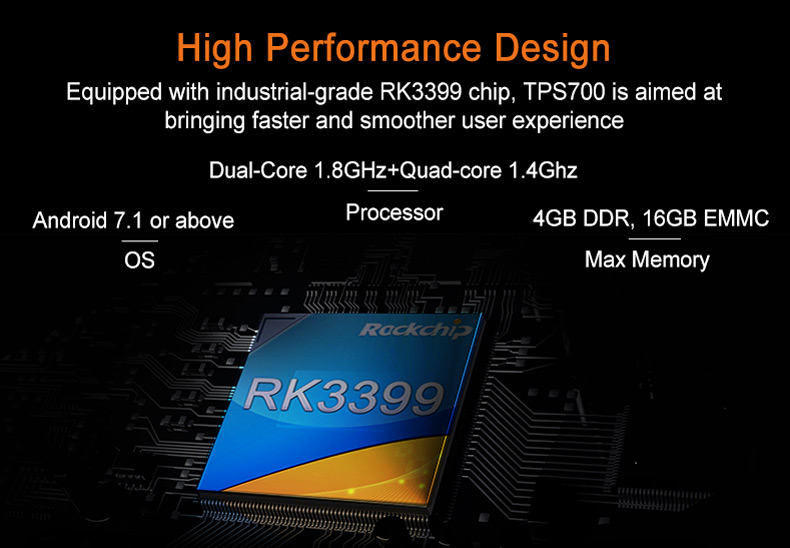 High Performance Design
Equipped with industrial-grade RK3399 chip, TPS700 is aimed at
bringing faster and smoother user experience
Dual-Core 1.8GHz+Quad-core 1.4Ghz
Processor
Android 7.1 or above
OS
4GB DDR, 16GB EMMC
Max Memory
Rockchip
RK3399